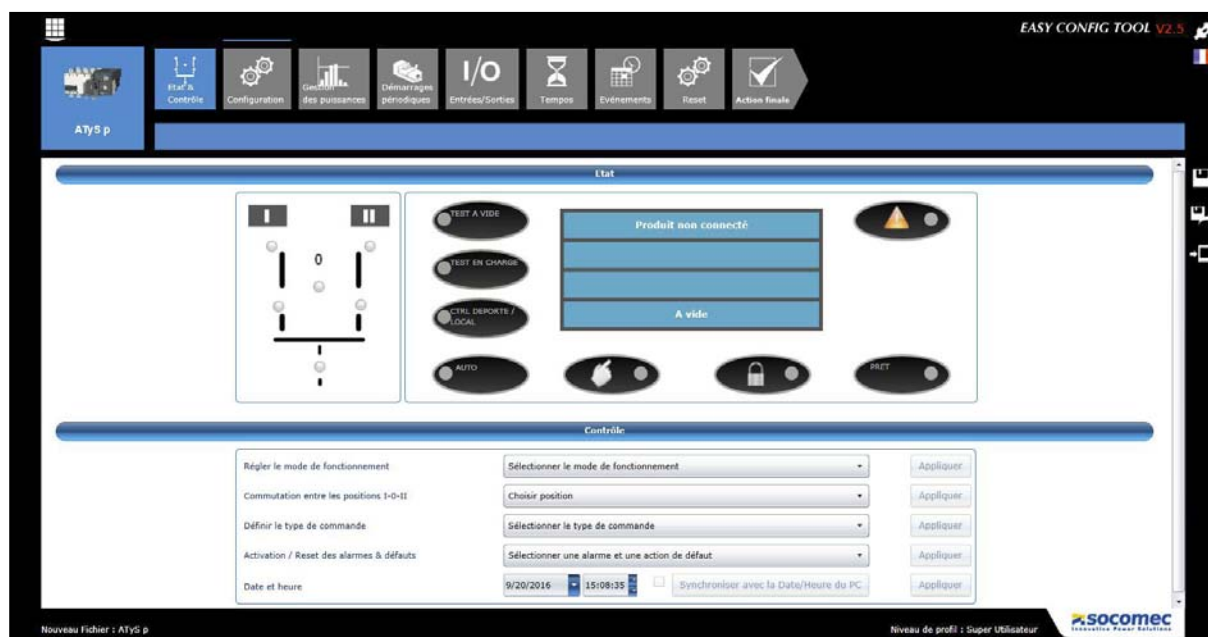 EASY CONFIG TOOL V2.5
ATyS p
Etat & Contrôle
Configuration
Gestion des puissances
Démarrages périodiques
I/O
Entrées/Sorties
Tempos
Evénements
Reset
Action finale
Etat
I
II
0
TEST A VIDE
TEST EN CHARGE
CTRL DEPORTE / LOCAL
AUTO
Produit non connecté
A vide
PRET
Contrôle
Régler le mode de fonctionnement
Sélectionner le mode de fonctionnement
Appliquer
Commutation entre les positions I-0-II
Choisir position
Appliquer
Définir le type de commande
Sélectionner le type de commande
Appliquer
Activation / Reset des alarmes & défauts
Sélectionner une alarme et une action de défaut
Appliquer
Date et heure
9/20/2016
15:08:35
Synchroniser avec la Date/Heure du PC
Appliquer
Nouveau Fichier : ATyS p
Niveau de profil : Super Utilisateur
socomec
Innovative Power Solutions